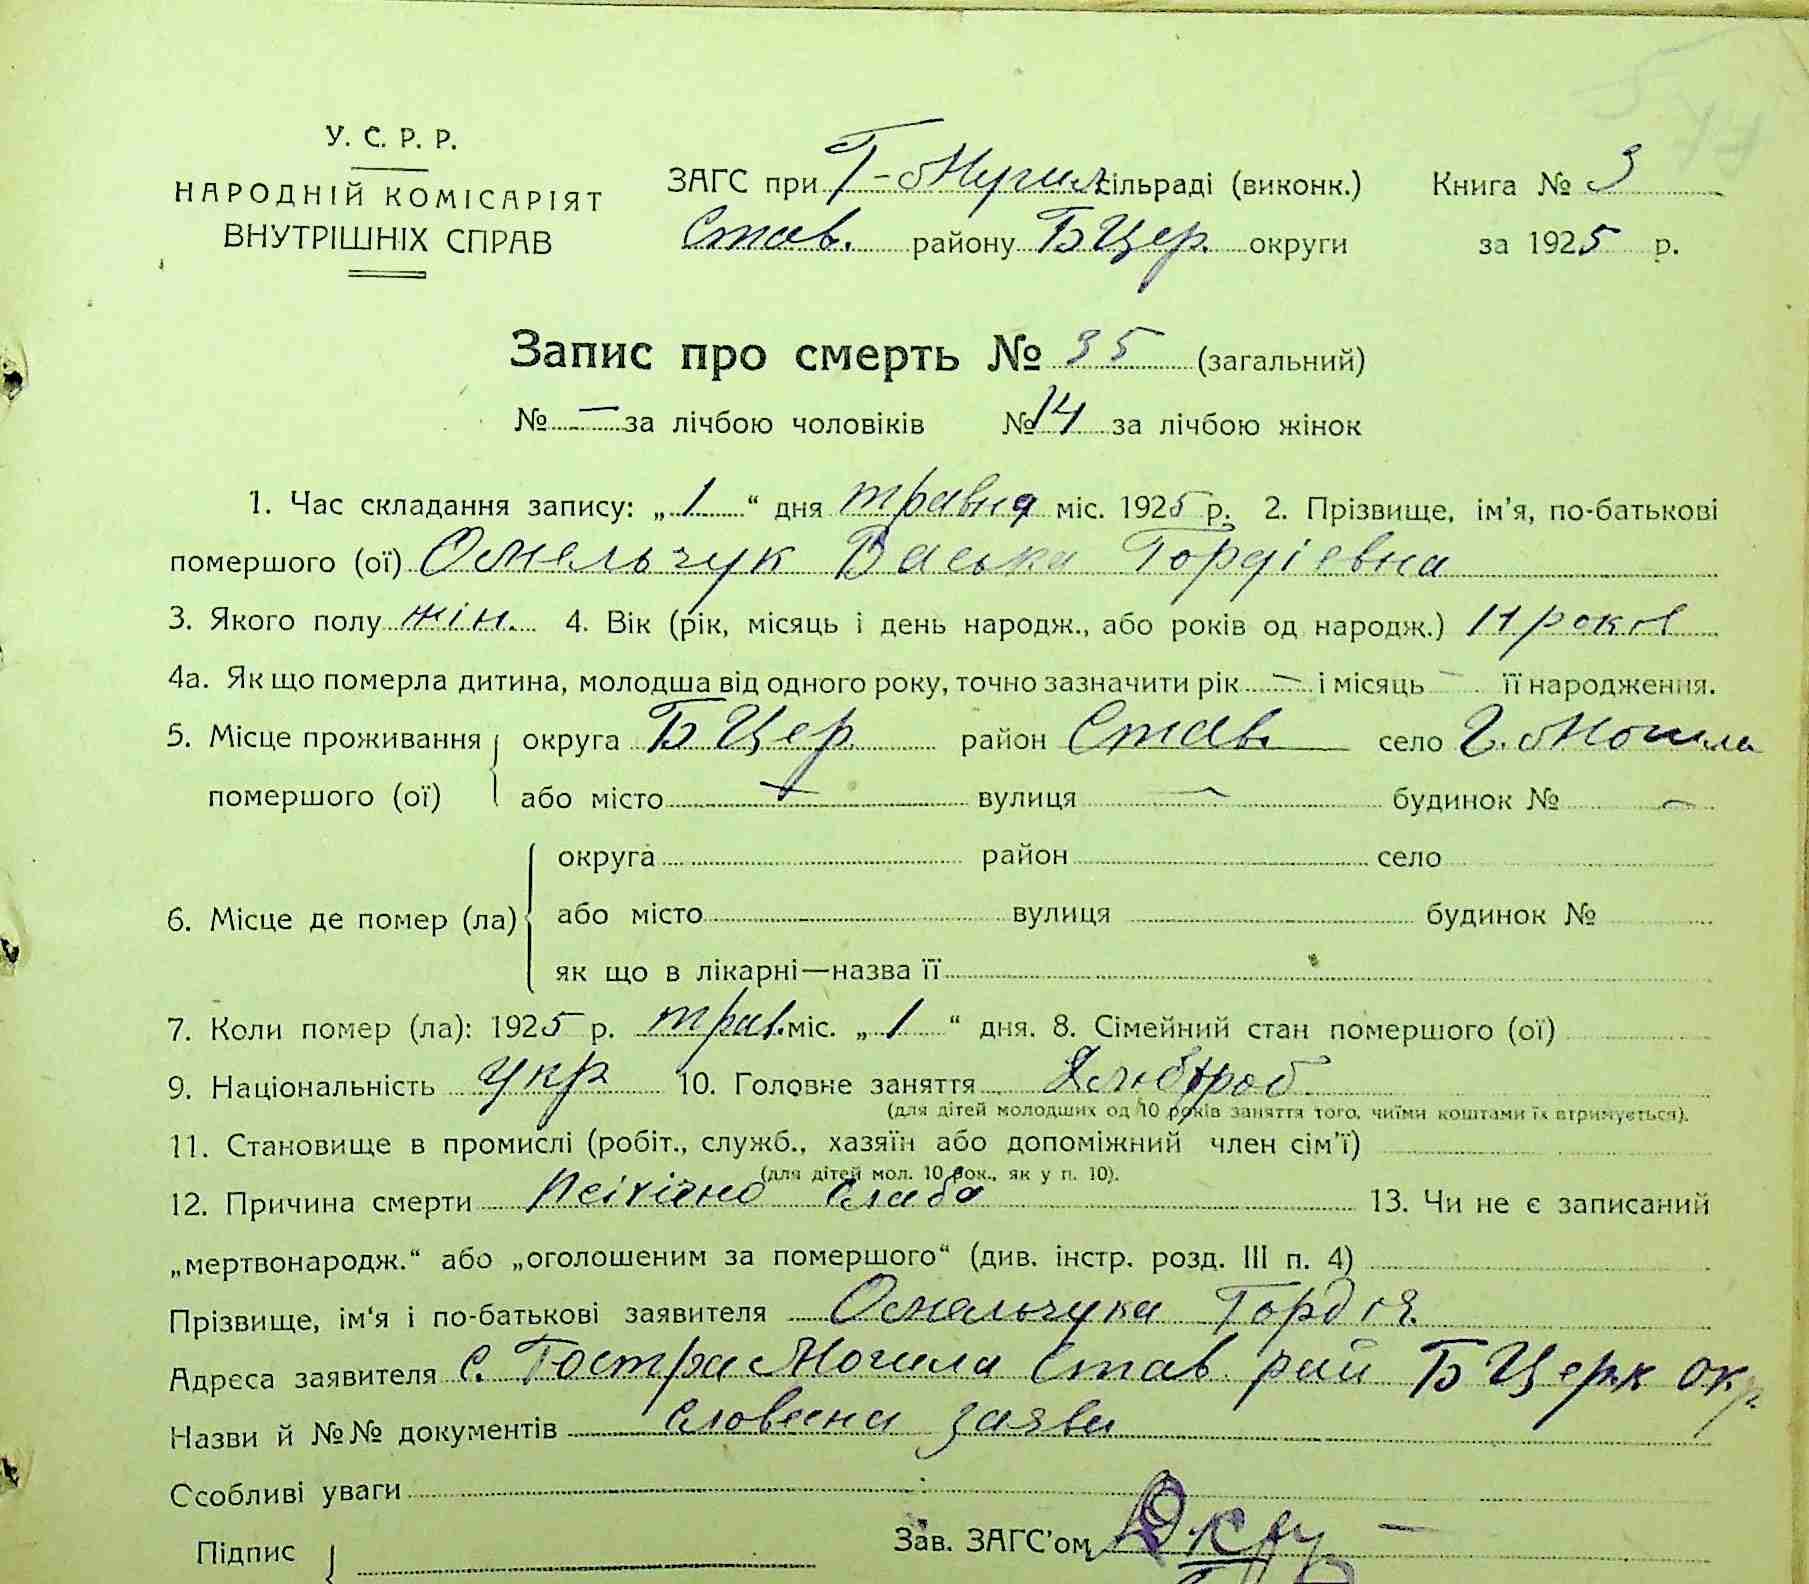 У. С. Р. Р.
НАРОДНІЙ КОМІСАРІЯТ
ВНУТРІШНІХ СПРАВ
ЗАГС при Г-Могил сільраді (виконк.) Книга № 3
Став. району БЦер. округи за 1925 р.
Запис про смерть № 35 (загальний)
№ — за лічбою чоловіків № 14 за лічбою жінок
1. Час складання запису: „1“ дня травня міс. 1925 р. 2. Прізвище, ім'я, по-батькові
помершого (ої) Омельчук Васька Гордієвна
3. Якого полу жін. 4. Вік (рік, місяць і день народж., або років од народж.) 11 років
4а. Як що померла дитина, молодша від одного року, точно зазначити рік — і місяць — її народження.
5. Місце проживання округа БЦер район Став. село Г. Могила
помершого (ої) або місто — вулиця — будинок № —
округа район село
6. Місце де помер (ла) або місто вулиця будинок №
як що в лікарні—назва її
7. Коли помер (ла): 1925 р. трав. міс. „1“ дня. 8. Сімейний стан помершого (ої)
9. Національність укр 10. Головне заняття Хлібороб
(для дітей молодших од 10 років заняття того, чиїми коштами їх втримується).
11. Становище в промислі (робіт., служб., хазяїн або допоміжний член сім'ї)
(для дітей мол. 10 рок., як у п. 10).
12. Причина смерти слаба 13. Чи не є записаний
„мертвонародж.“ або „оголошеним за помершого“ (див. інстр. розд. III п. 4)
Прізвище, ім'я і по-батькові заявителя Омельчука Гордія.
Адреса заявителя с. Гостра Могила Став рай БЦерк окр
Назви й №№ документів словесна заява
Особливі уваги
Підпис Зав. ЗАГС'ом